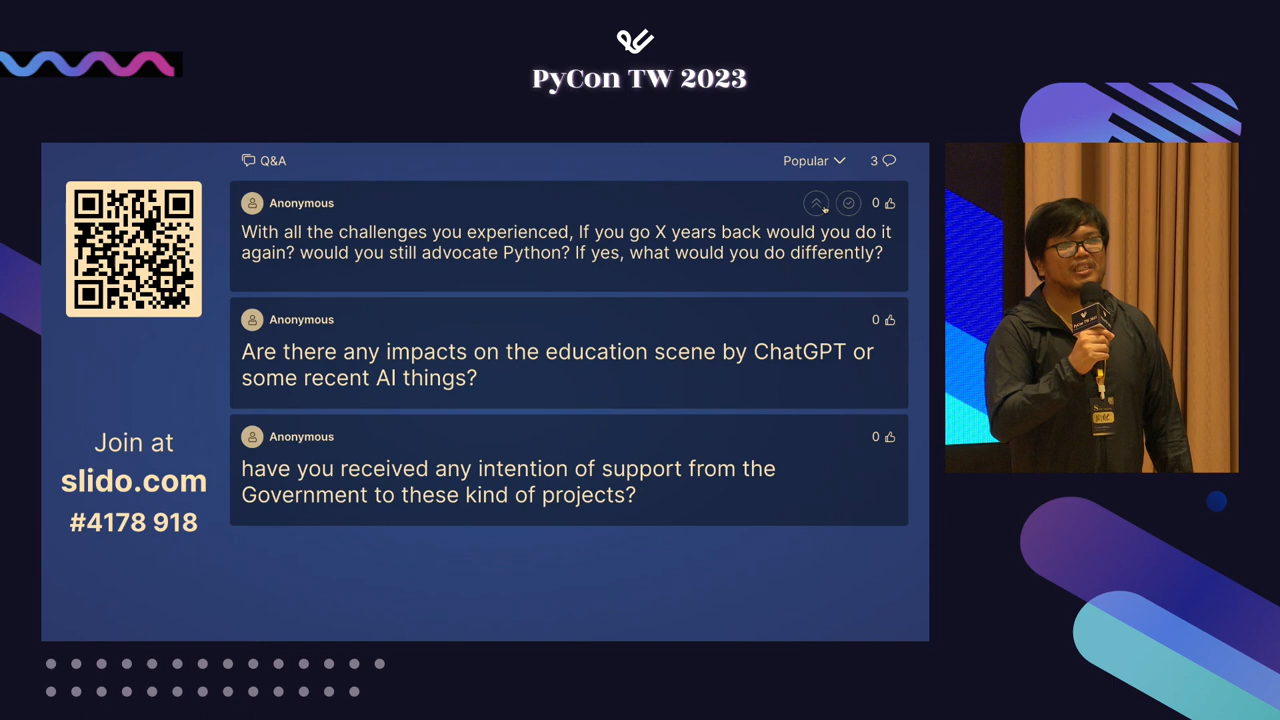 PyCon TW 2023
Q&A
Popular
3
Anonymous
0
With all the challenges you experienced, If you go X years back would you do it
again? would you still advocate Python? If yes, what would you do differently?
Anonymous
0
Are there any impacts on the education scene by ChatGPT or
some recent AI things?
Anonymous
0
have you received any intention of support from the
Government to these kind of projects?
Join at
slido.com
#4178 918
PyCon TW 2023